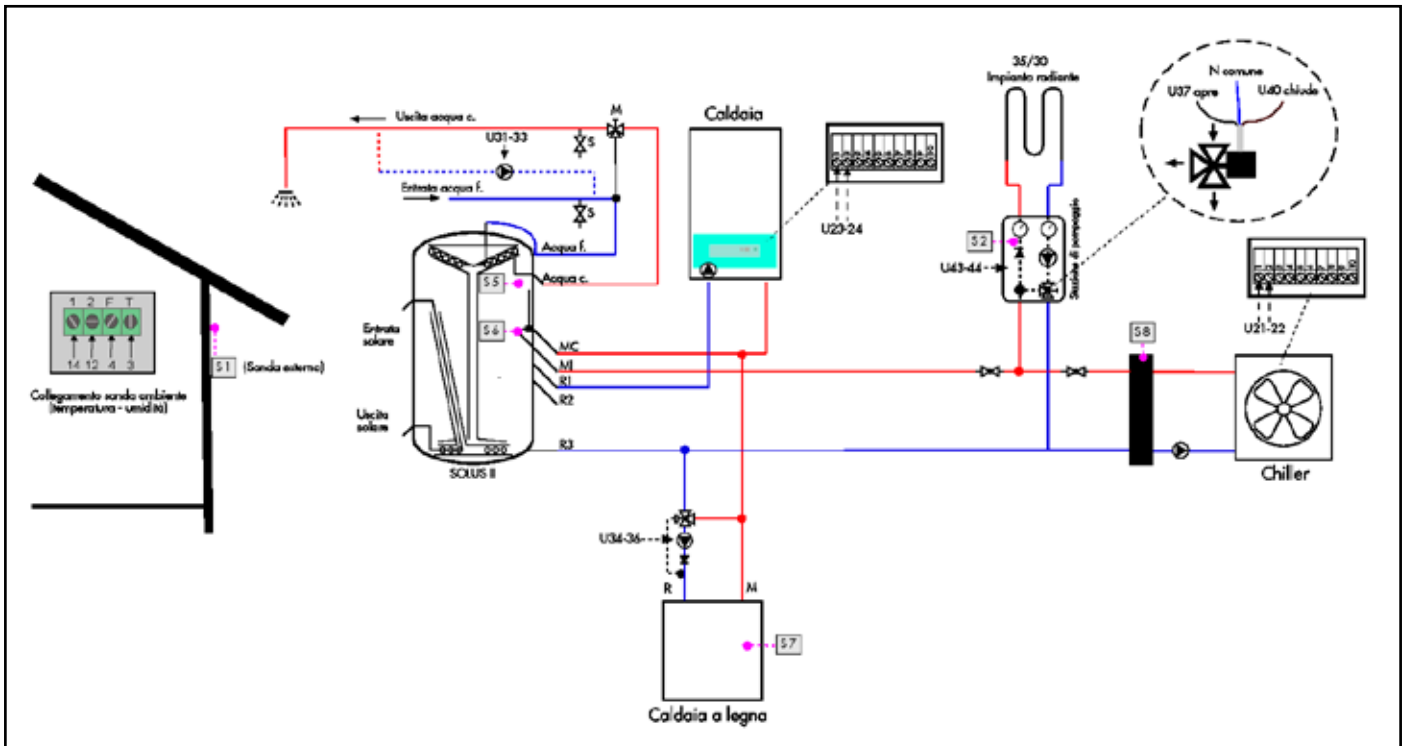 35/30
Impianto radiante
N comune
U37 apre
U40 chiude
Uscita acqua c.
M
S
U31-33
Entrata acqua f.
S
Caldaia
U23-24
S2
U43-44
Stazione di pompaggio
U21-22
Acqua f.
Acqua c.
S5
S6
Entrata
solare
MC
MI
R1
R2
Uscita
solare
R3
SOLUS II
1 2 F T
14 12 4 3
Collegamento sonda ambiente
(temperatura - umidità)
S1
(Sonda esterna)
S8
Chiller
U34-36
R
M
S7
Caldaia a legna